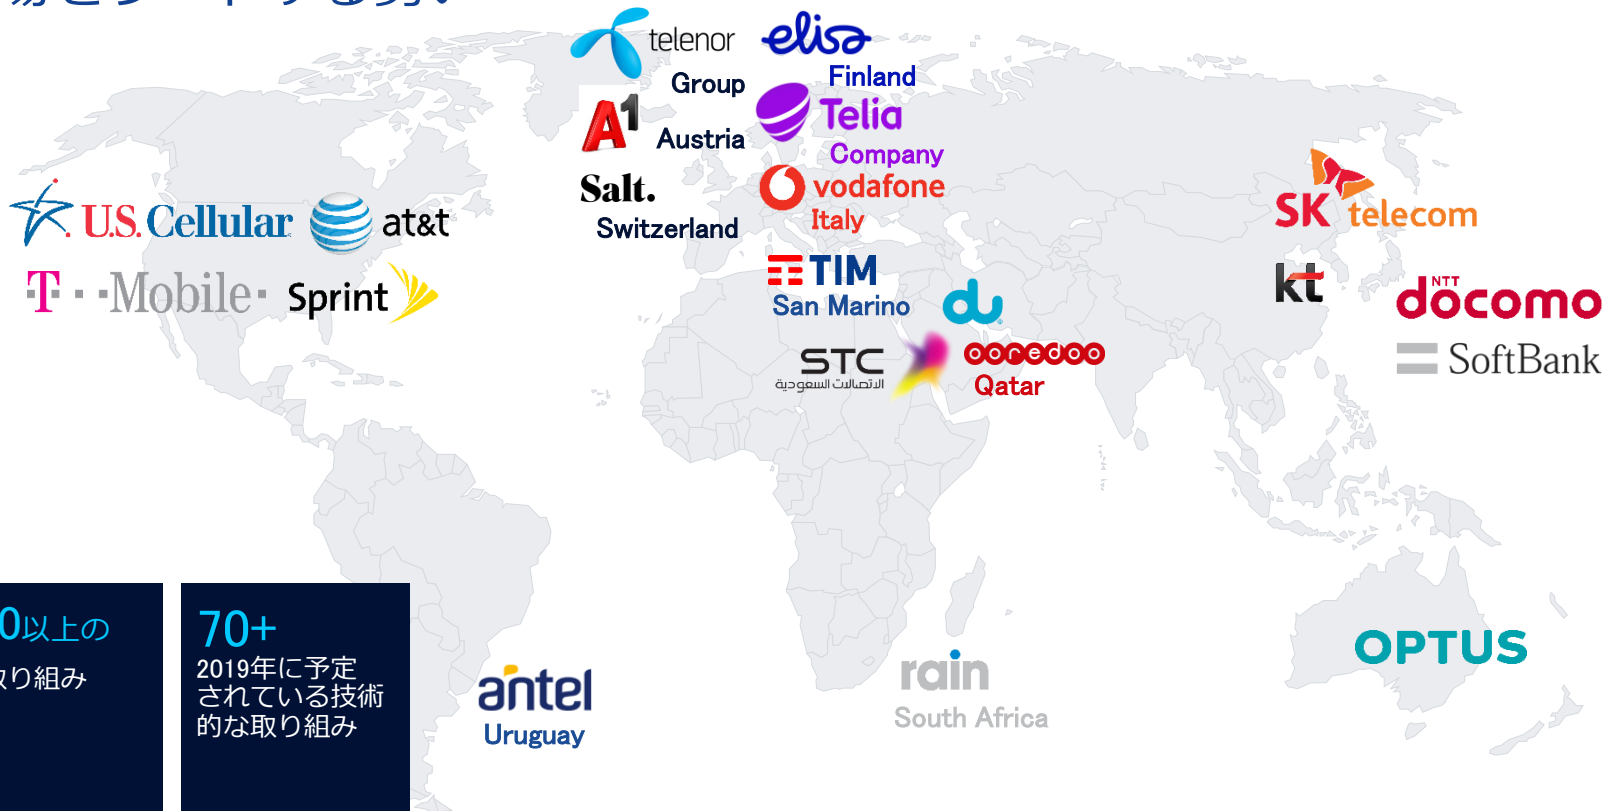 telenor
Group
elisa
Finland
A1
Austria
Telia
Company
Salt.
Switzerland
vodafone
Italy
U.S. Cellular
at&t
T··Mobile·
Sprint
TIM
San Marino
du
STC
الاتصالات السعودية
ooredoo
Qatar
SK telecom
kt
NTT
docomo
SoftBank
0以上の
取り組み
70+
2019年に予定
されている技術
的な取り組み
antel
Uruguay
rain
South Africa
OPTUS